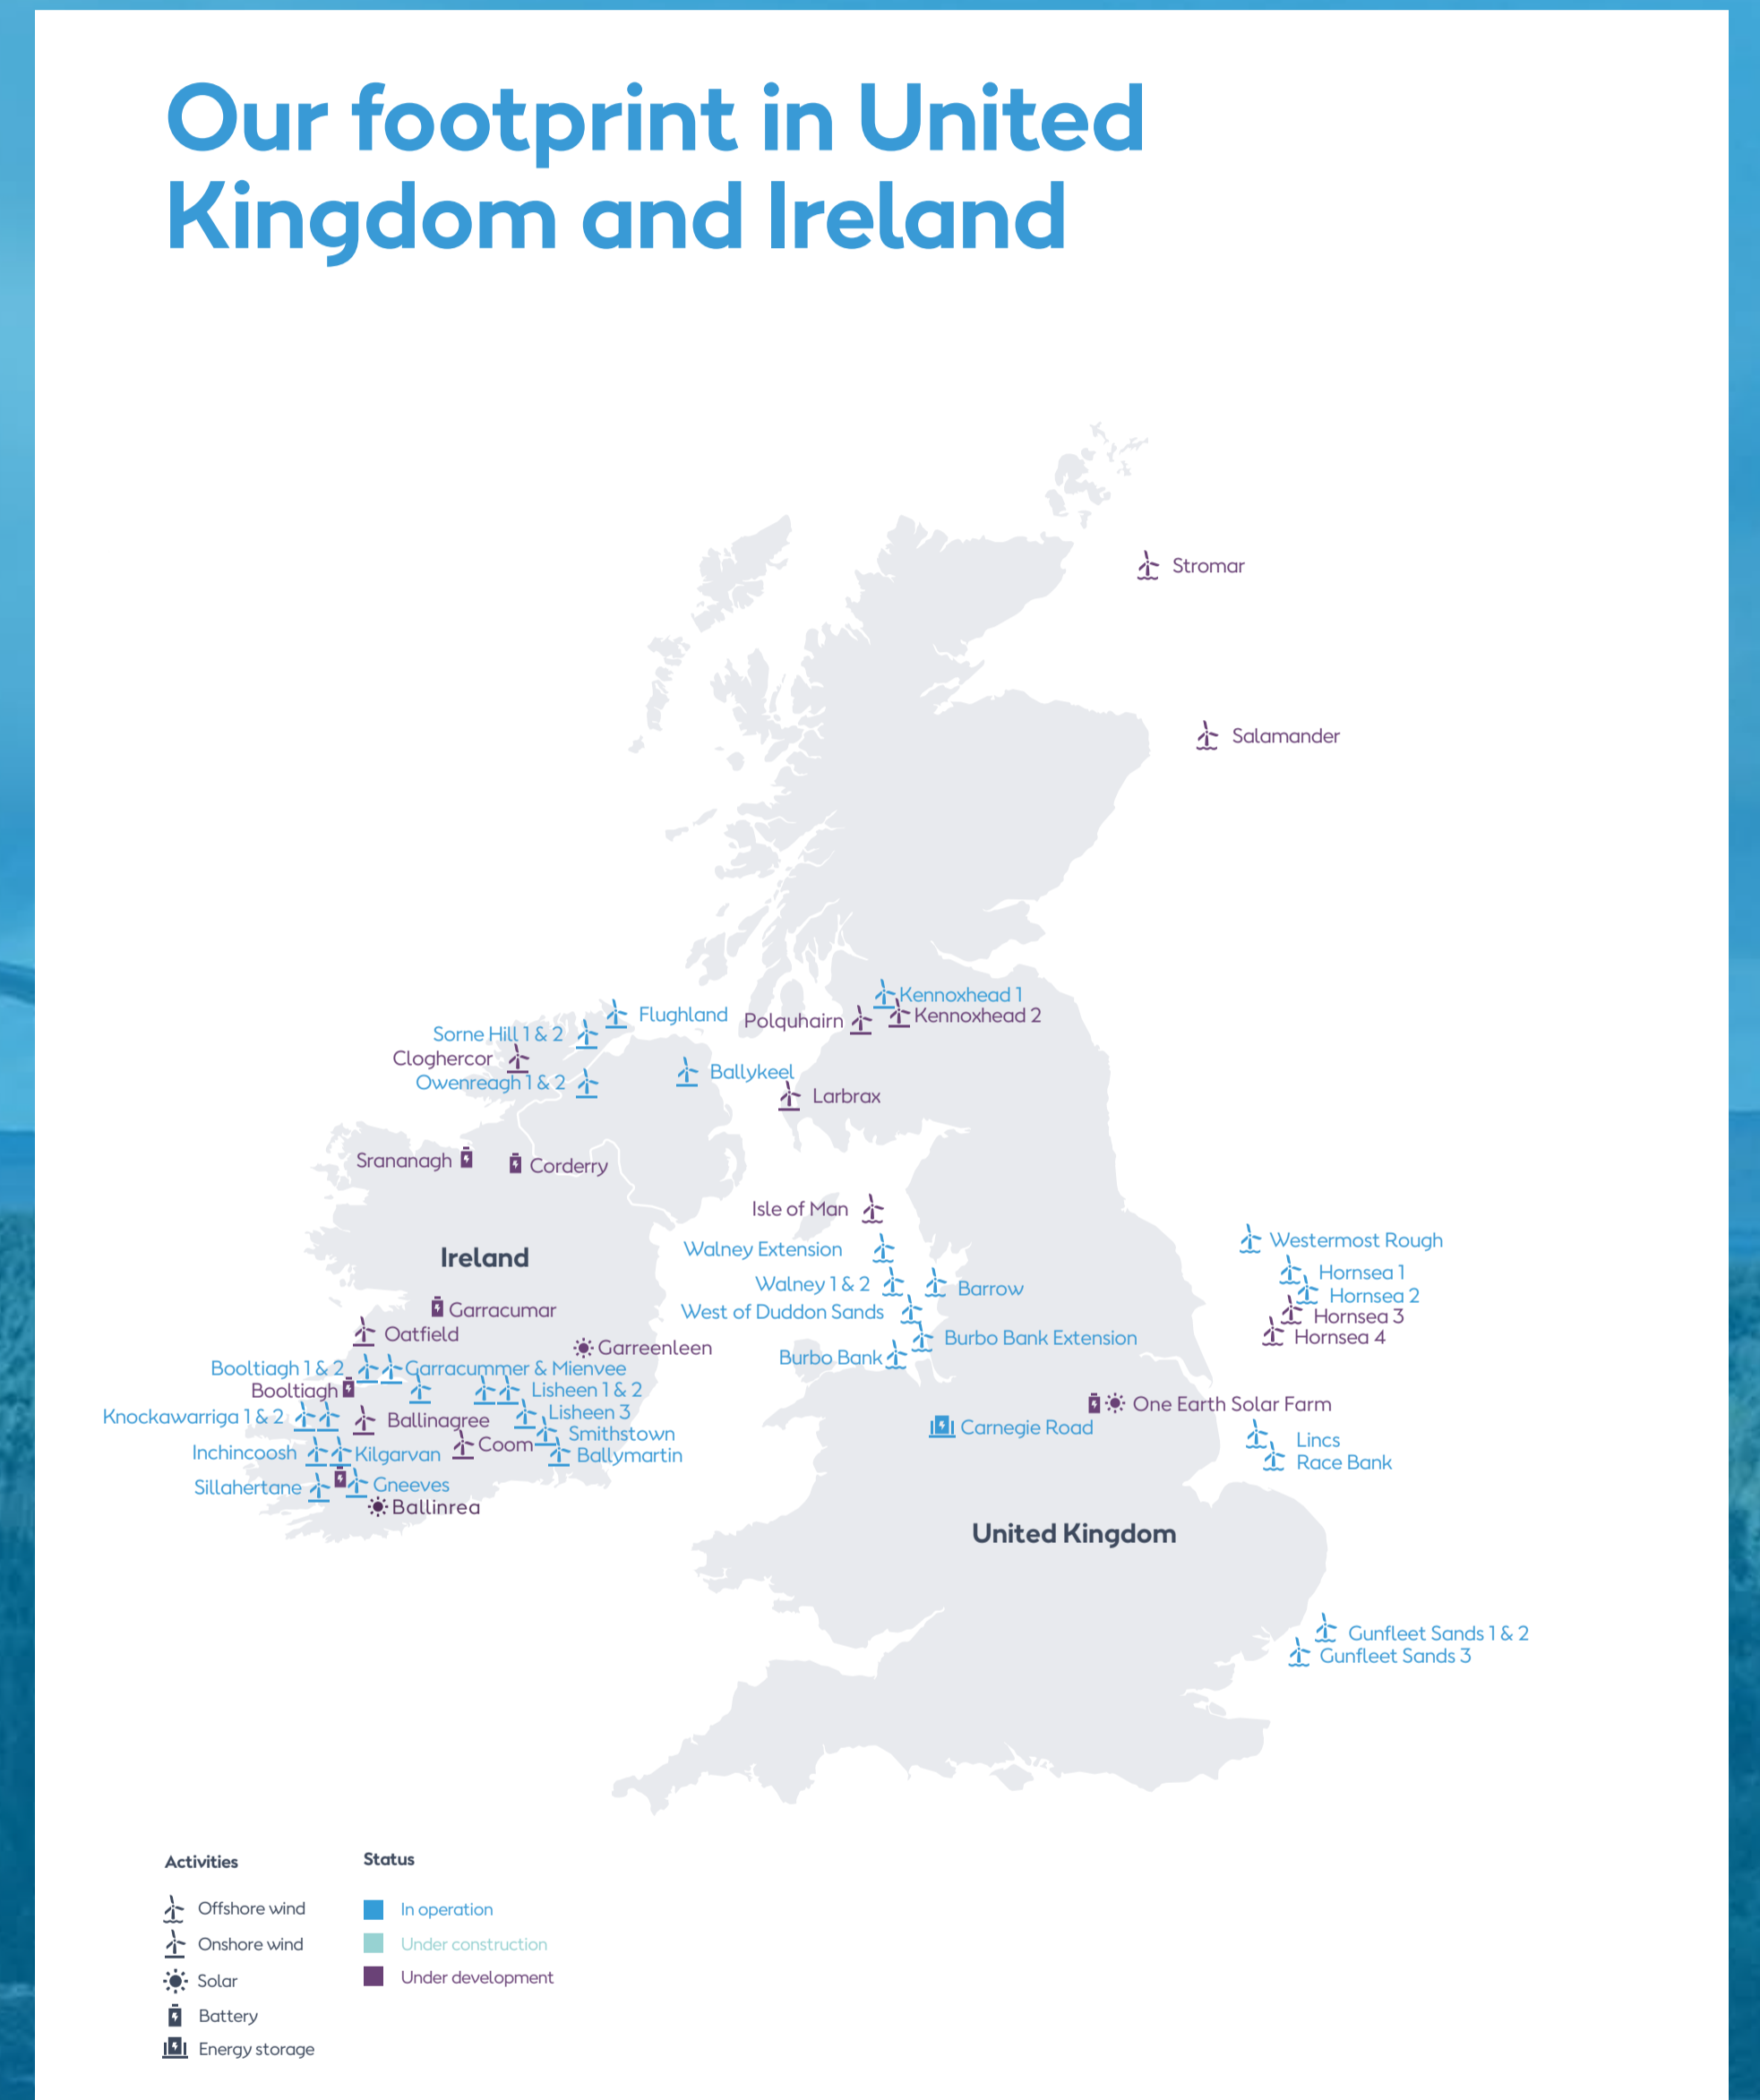 Our footprint in United
Kingdom and Ireland
Stromar
Salamander
Kennoxhead 1
Flughland
Polquhairn
Kennoxhead 2
Sorne Hill 1 & 2
Cloghercor
Ballykeel
Owenreagh 1 & 2
Larbrax
Srananagh
Corderry
Isle of Man
Westermost Rough
Walney Extension
Ireland
Hornsea 1
Walney 1 & 2
Barrow
Hornsea 2
Garracumar
West of Duddon Sands
Hornsea 3
Oatfield
Burbo Bank Extension
Hornsea 4
Garreenleen
Burbo Bank
Booltiagh 1 & 2
Garracummer & Mienvee
Booltiagh
Lisheen 1 & 2
One Earth Solar Farm
Knockawarriga 1 & 2
Ballinagree
Lisheen 3
Carnegie Road
Smithstown
Lincs
Coom
Inchincoosh
Kilgarvan
Ballymartin
Race Bank
Sillahertane
Gneeves
Ballinrea
United Kingdom
Gunfleet Sands 1 & 2
Gunfleet Sands 3
Activities
Offshore wind
Onshore wind
Solar
Battery
Energy storage
Status
In operation
Under construction
Under development